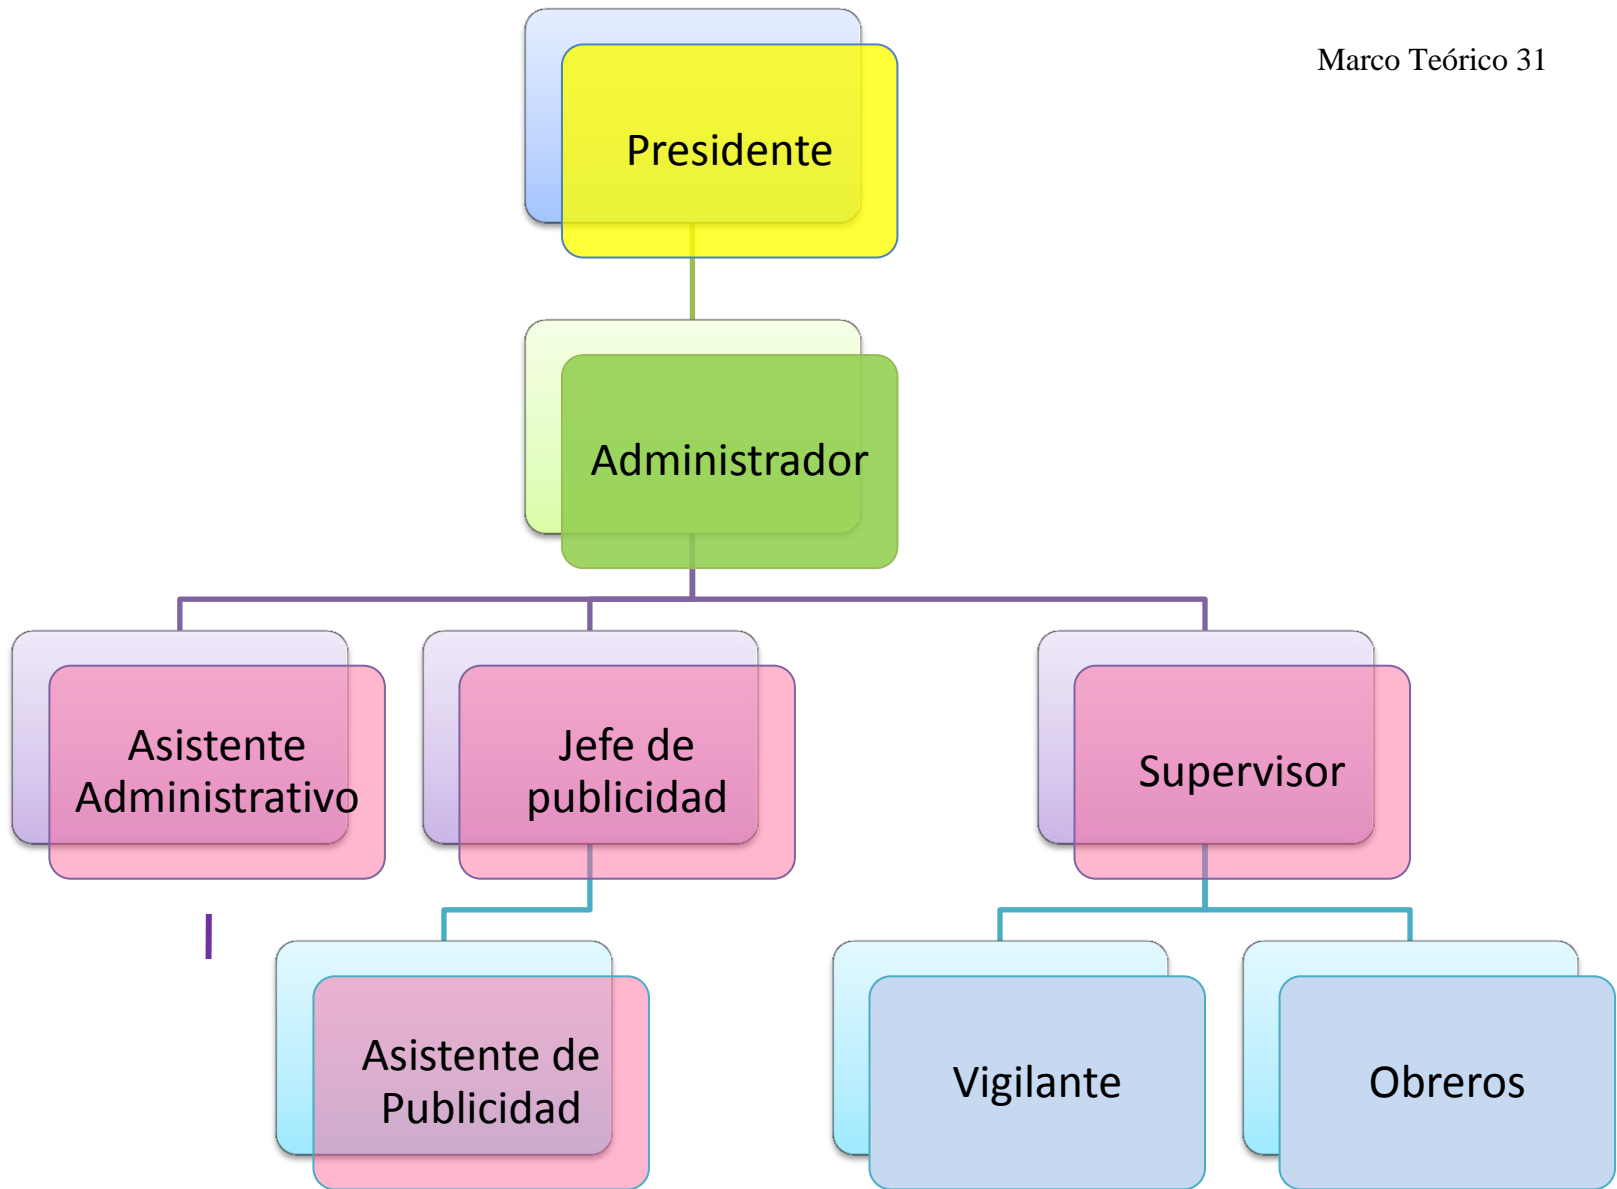 Marco Teórico 31
Presidente
Administrador
Asistente
Administrativo
Jefe de
publicidad
Supervisor
Asistente de
Publicidad
Vigilante
Obreros